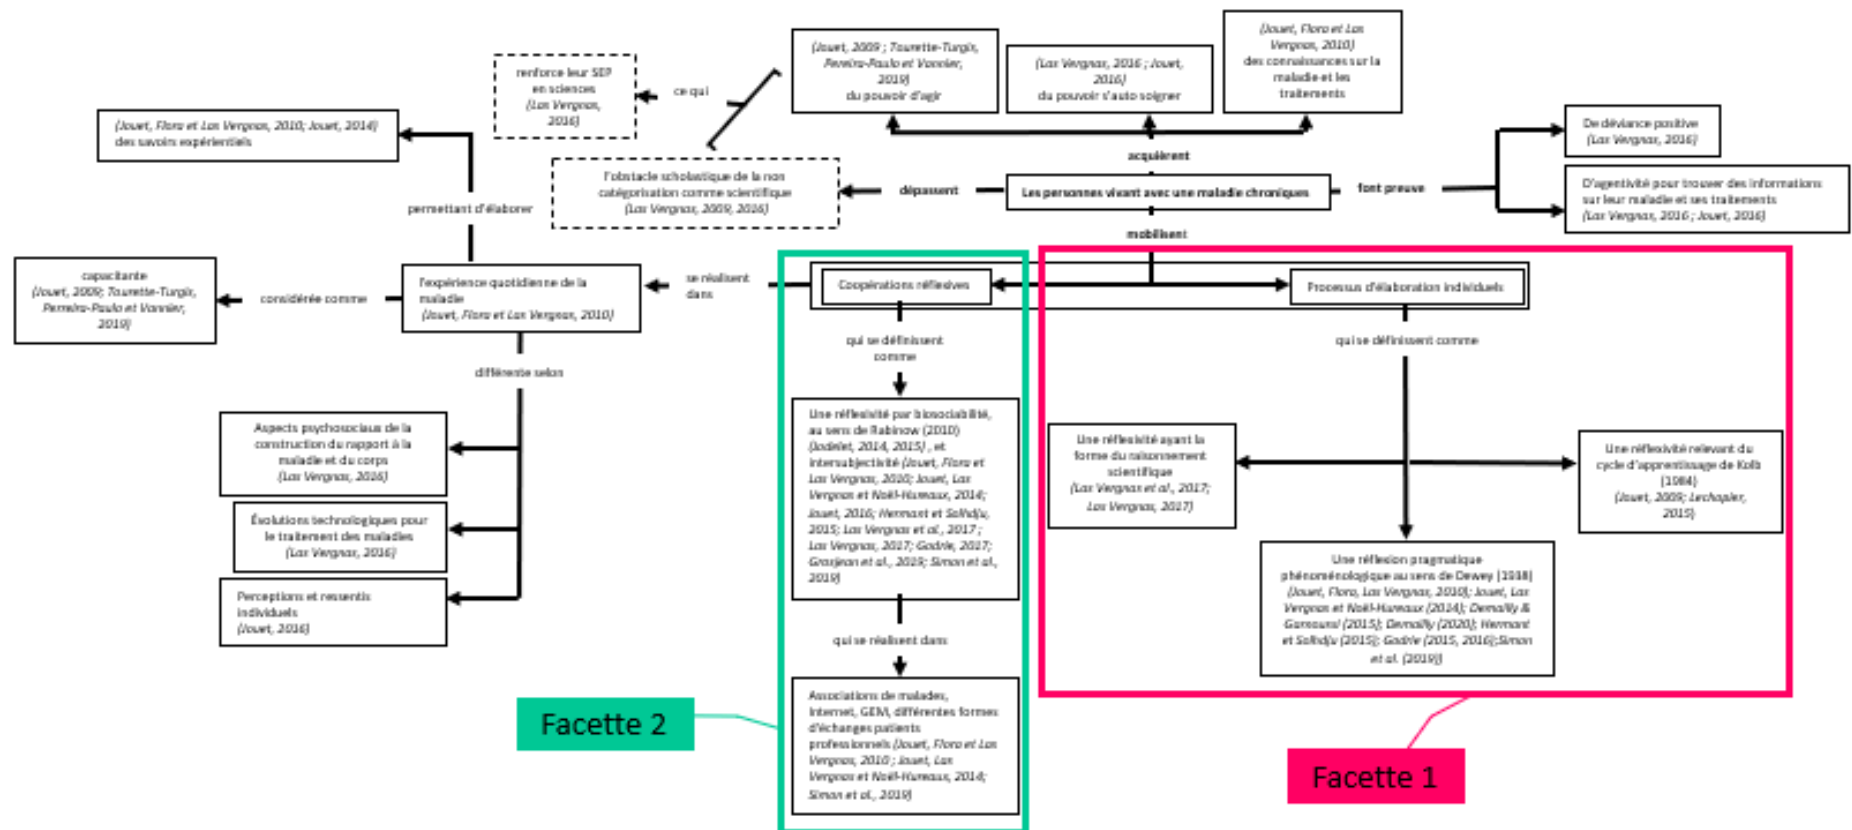 (Jouet, Flora et Las
Vergnas, 2010)
des connaissances sur la
maladie et les
traitements
(Jouet, 2009 ; Tourette-Turgis,
Pereira-Paulo et Vannier,
2019)
du pouvoir d'agir
(Las Vergnas, 2016 ; Jouet,
2016)
du pouvoir s'auto soigner
renforce leur SEP
en sciences
(Las Vergnas,
2016)
ce qui
(Jouet, Flora et Las Vergnas, 2010; Jouet, 2014)
des savoirs expérientiels
De déviance positive
(Las Vergnas, 2016)
acquièrent
l'obstacle scholastique de la non
catégorisation comme scientifique
(Las Vergnas, 2009, 2016)
dépassent
Les personnes vivant avec une maladie chroniques
font preuve
D'agentivité pour trouver des informations
sur leur maladie et ses traitements
(Las Vergnas, 2016 ; Jouet, 2016)
permettant d'élaborer
mobilisent
capacitante
(Jouet, 2009; Tourette-Turgis,
Perreira-Paulo et Vannier,
2019)
considérée comme
l'expérience quotidienne de la
maladie
(Jouet, Flora et Las Vergnas, 2010)
se réalisent
dans
Coopérations réflexives
Processus d'élaboration individuels
qui se définissent
comme
qui se définissent comme
différente selon
Aspects psychosociaux de la
construction du rapport à la
maladie et du corps
(Las Vergnas, 2016)
Évolutions technologiques pour
le traitement des maladies
(Las Vergnas, 2016)
Perceptions et ressentis
individuels
(Jouet, 2016)
Une réflexivité par biosociabilité,
au sens de Rabinow (2010)
(Jodelet, 2014, 2015) , et
intersubjectivité (Jouet, Flora et
Las Vergnas, 2010; Jouet, Las
Vergnas et Noël-Hureaux, 2014;
Jouet, 2016; Hermant et Solhdju,
2015; Las Vergnas et al., 2017 ;
Las Vergnas, 2017; Godrie, 2017;
Grosjean et al., 2019; Simon et al.,
2019)
Une réflexivité ayant la
forme du raisonnement
scientifique
(Las Vergnas et al., 2017;
Las Vergnas, 2017)
Une réflexivité relevant du
cycle d'apprentissage de Kolb
(1984)
(Jouet, 2009; Lechopier,
2015)
Une réflexion pragmatique
phénoménologique au sens de Dewey (1938)
(Jouet, Flora, Las Vergnas, 2010); Jouet, Las
Vergnas et Noël-Hureaux (2014); Demailly &
Garnoussi (2015); Demailly (2020); Hermant
et Solhdju (2015); Godrie (2015, 2016);Simon
et al. (2019))
qui se réalisent dans
Associations de malades,
Internet, GEM, différentes formes
d'échanges patients
professionnels (Jouet, Flora et Las
Vergnas, 2010 ; Jouet, Las
Vergnas et Noël-Hureaux, 2014;
Simon et al., 2019)
Facette 2
Facette 1